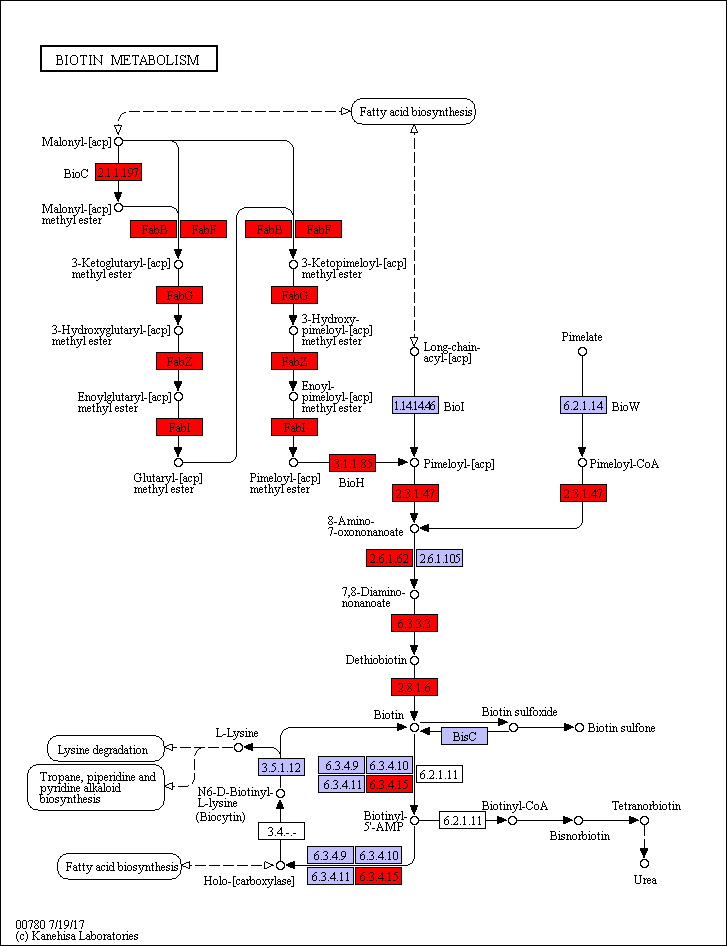 BIOTIN METABOLISM
Fatty acid biosynthesis
Malonyl-[acp]
BioC
2.1.1.197
Malonyl-[acp]
methyl ester
FabB
FabF
FabB
FabF
3-Ketoglutaryl-[acp]
methyl ester
3-Ketopimeloyl-[acp]
methyl ester
FabG
FabG
3-Hydroxyglutaryl-[acp]
methyl ester
3-Hydroxy-
pimeloyl-[acp]
methyl ester
Long-chain-
acyl-[acp]
Pimelate
FabZ
FabZ
Enoylglutaryl-[acp]
methyl ester
Enoyl-
pimeloyl-[acp]
methyl ester
1.14.14.46
BioI
6.2.1.14
BioW
FabI
FabI
Glutaryl-[acp]
methyl ester
Pimeloyl-[acp]
methyl ester
3.1.1.85
BioH
Pimeloyl-[acp]
Pimeloyl-CoA
2.3.1.47
2.3.1.47
8-Amino-
7-oxononanoate
2.6.1.62
2.6.1.105
7,8-Diamino-
nonanoate
6.3.3.3
Dethiobiotin
2.8.1.6
Biotin
Biotin sulfoxide
Biotin sulfone
BisC
L-Lysine
Lysine degradation
Tropane, piperidine and
pyridine alkaloid
biosynthesis
3.5.1.12
6.3.4.9
6.3.4.10
6.3.4.11
6.3.4.15
6.2.1.11
N6-D-Biotinyl-
L-lysine
(Biocytin)
Biotinyl-
5'-AMP
6.2.1.11
Biotinyl-CoA
Bisnorbiotin
Tetranorbiotin
Urea
3.4.-.-
Fatty acid biosynthesis
Holo-[carboxylase]
6.3.4.9
6.3.4.10
6.3.4.11
6.3.4.15
00780 7/19/17
(c) Kanehisa Laboratories